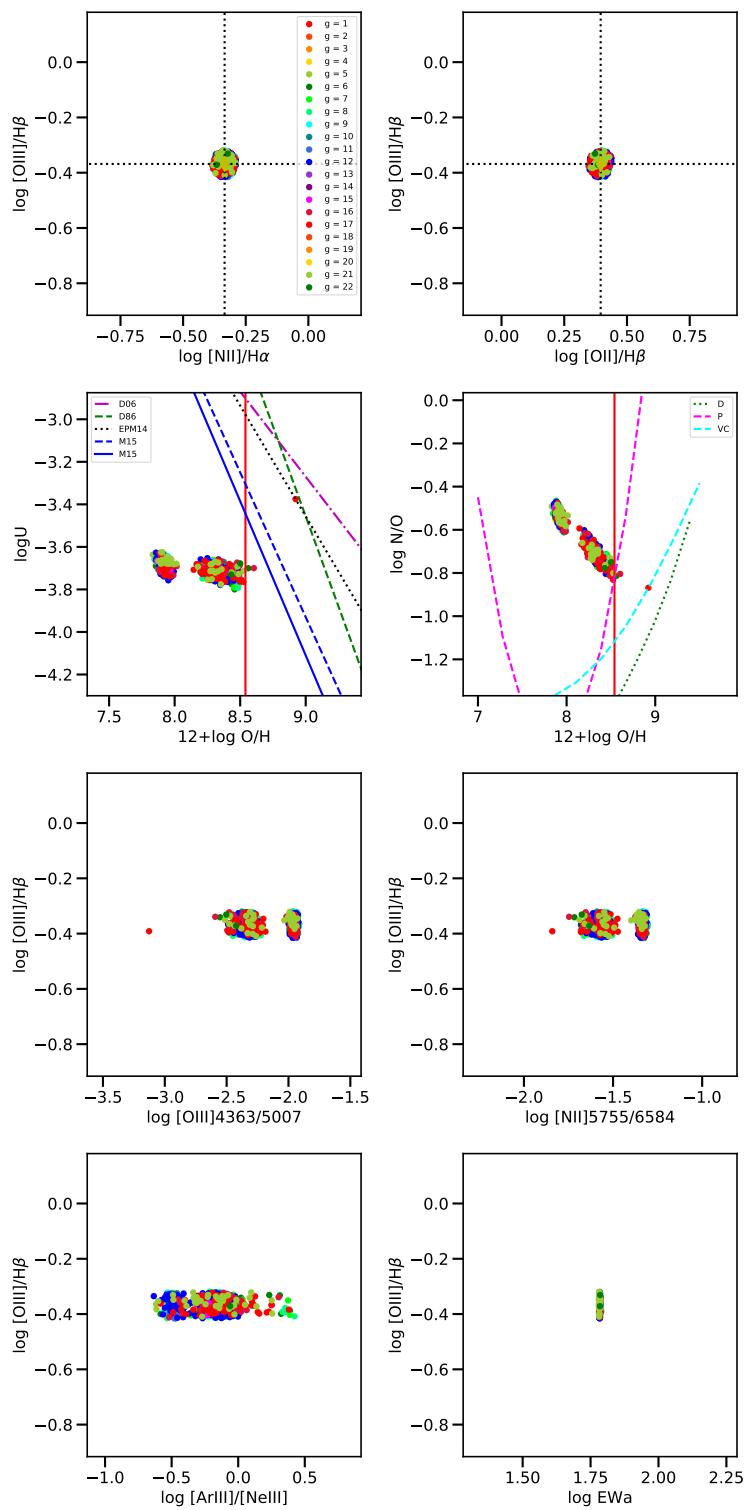 0.0
−0.2
−0.4
−0.6
−0.8
log [OIII]/Hβ
−0.75
−0.50
−0.25
0.00
log [NII]/Hα
g = 1
g = 2
g = 3
g = 4
g = 5
g = 6
g = 7
g = 8
g = 9
g = 10
g = 11
g = 12
g = 13
g = 14
g = 15
g = 16
g = 17
g = 18
g = 19
g = 20
g = 21
g = 22
0.0
−0.2
−0.4
−0.6
−0.8
log [OIII]/Hβ
0.00
0.25
0.50
0.75
log [OII]/Hβ
−3.0
−3.3
−3.6
−3.9
−4.2
logU
7.5
8.0
8.5
9.0
12+log O/H
D06
D86
EPM14
M15
M15
0.0
−0.2
−0.4
−0.6
−0.8
−1.0
−1.2
log N/O
7
8
9
12+log O/H
D
P
VC
0.0
−0.2
−0.4
−0.6
−0.8
log [OIII]/Hβ
−3.5
−3.0
−2.5
−2.0
−1.5
log [OIII]4363/5007
0.0
−0.2
−0.4
−0.6
−0.8
log [OIII]/Hβ
−2.0
−1.5
−1.0
log [NII]5755/6584
0.0
−0.2
−0.4
−0.6
−0.8
log [OIII]/Hβ
−1.0
−0.5
0.0
0.5
log [ArIII]/[NeIII]
0.0
−0.2
−0.4
−0.6
−0.8
log [OIII]/Hβ
1.50
1.75
2.00
2.25
log EWa